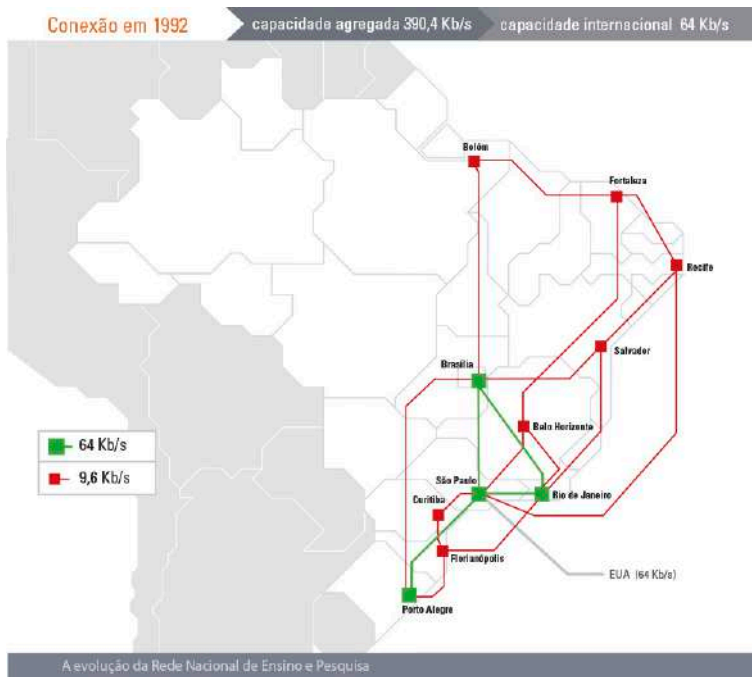 Conexão em 1992
capacidade agregada 390,4 Kb/s
capacidade internacional 64 Kb/s
Belém
Fortaleza
Recife
Salvador
Brasília
Belo Horizonte
64 Kb/s
9,6 Kb/s
São Paulo
Rio de Janeiro
Curitiba
Florianópolis
EUA (64 Kb/s)
Porto Alegre
A evolução da Rede Nacional de Ensino e Pesquisa